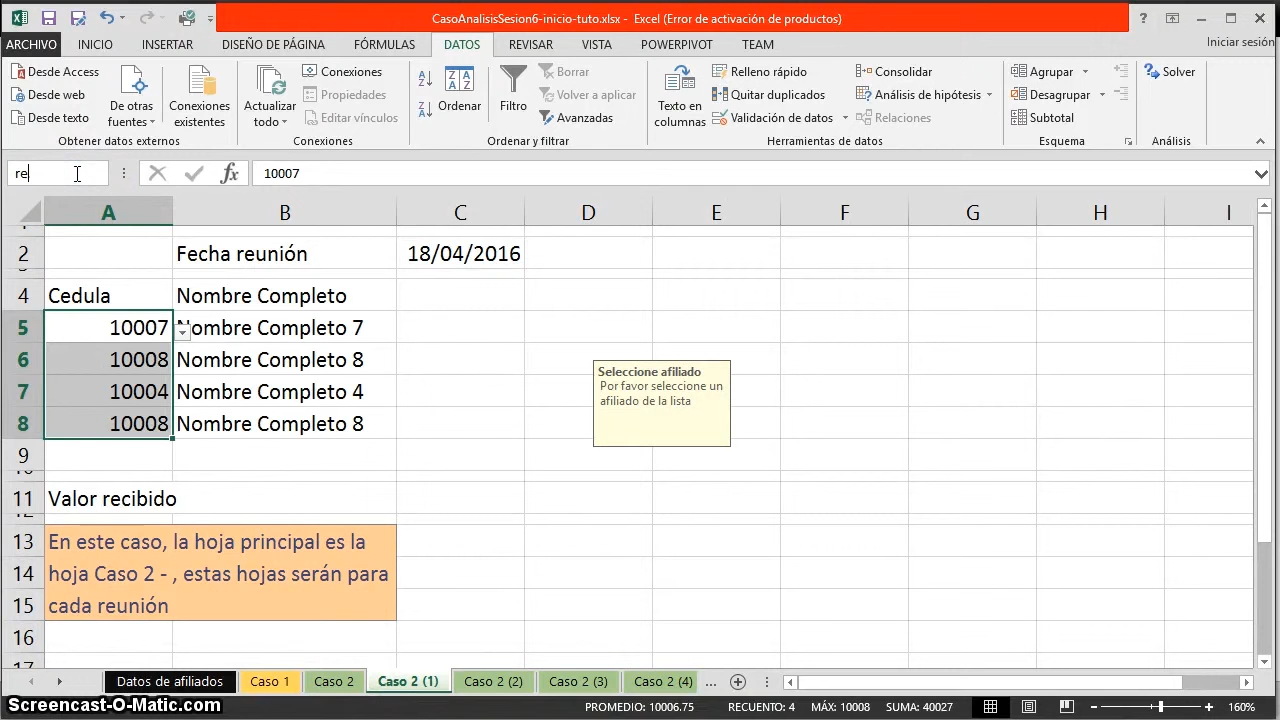 CasoAnalisisSesion6-inicio-tuto.xlsx - Excel (Error de activación de productos)
ARCHIVO INICIO INSERTAR DISEÑO DE PÁGINA FÓRMULAS DATOS REVISAR VISTA POWERPIVOT TEAM Iniciar sesión
Desde Access
Desde web
Desde texto
De otras
fuentes
Conexiones
existentes
Obtener datos externos
Actualizar
todo
Conexiones
Propiedades
Editar vínculos
Conexiones
Ordenar
Filtro
Borrar
Volver a aplicar
Avanzadas
Ordenar y filtrar
Texto en
columnas
Relleno rápido
Quitar duplicados
Validación de datos
Consolidar
Análisis de hipótesis
Relaciones
Herramientas de datos
Agrupar
Desagrupar
Subtotal
Esquema
Solver
Análisis
re fx 10007
A B C D E F G H I
2 Fecha reunión 18/04/2016
4 Cedula Nombre Completo
5 10007 Nombre Completo 7
6 10008 Nombre Completo 8
7 10004 Nombre Completo 4
8 10008 Nombre Completo 8
Seleccione afiliado
Por favor seleccione un
afiliado de la lista
9
11 Valor recibido
13 En este caso, la hoja principal es la
14 hoja Caso 2 - , estas hojas serán para
15 cada reunión
16
Datos de afiliados Caso 1 Caso 2 Caso 2 (1) Caso 2 (2) Caso 2 (3) Caso 2 (4) ...
Screencast-O-Matic.com PROMEDIO: 10006.75 RECUENTO: 4 MÁX: 10008 SUMA: 40027 160%